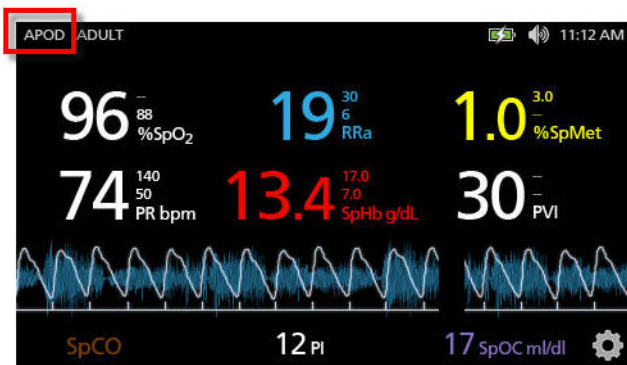 APOD ADULT 11:12 AM
96 – 88 %SpO₂ 19 30 6 RRa 1.0 3.0 – %SpMet
74 140 50 PR bpm 13.4 17.0 7.0 SpHb g/dL 30 – – PVI
SpCO 12 PI 17 SpOC ml/dl